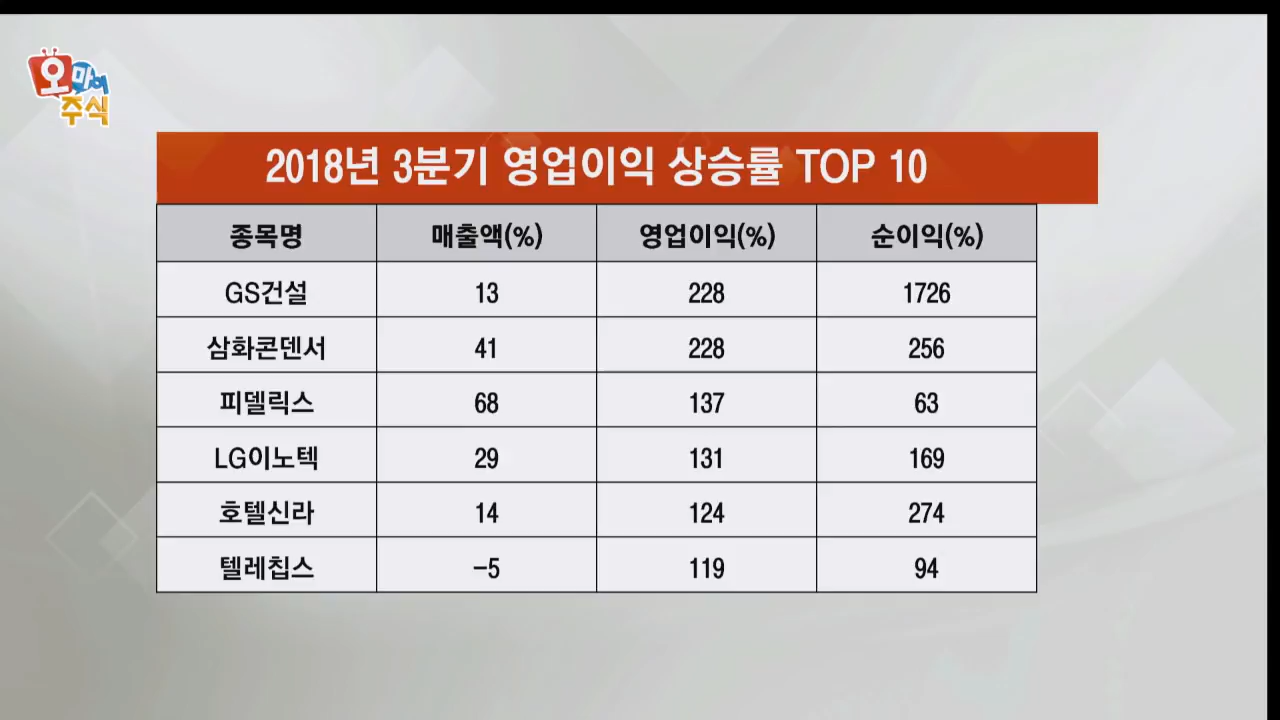 오마이
주식
2018년 3분기 영업이익 상승률 TOP 10
종목명 매출액(%) 영업이익(%) 순이익(%)
GS건설 13 228 1726
삼화콘덴서 41 228 256
피델릭스 68 137 63
LG이노텍 29 131 169
호텔신라 14 124 274
텔레칩스 -5 119 94